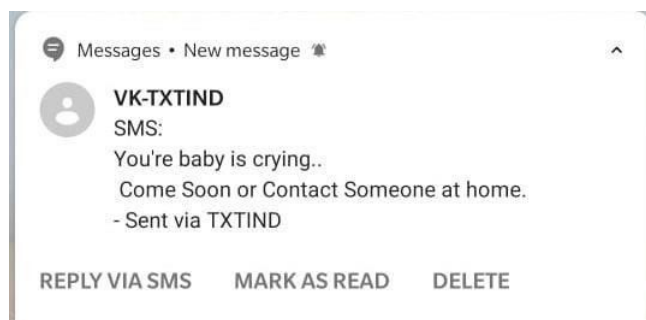 Messages • New message
VK-TXTIND
SMS:
You're baby is crying..
Come Soon or Contact Someone at home.
- Sent via TXTIND
REPLY VIA SMS MARK AS READ DELETE